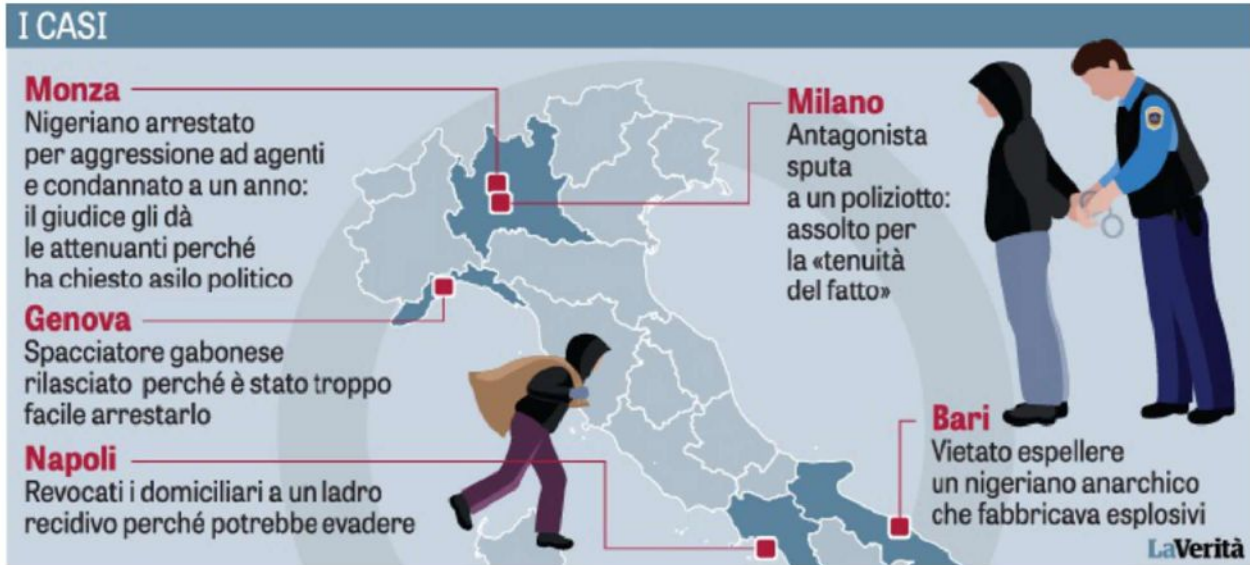 I CASI
Monza
Nigeriano arrestato
per aggressione ad agenti
e condannato a un anno:
il giudice gli dà
le attenuanti perché
ha chiesto asilo politico
Genova
Spacciatore gabonese
rilasciato perché è stato troppo
facile arrestarlo
Napoli
Revocati i domiciliari a un ladro
recidivo perché potrebbe evadere
Milano
Antagonista
sputa
a un poliziotto:
assolto per
la «tenuità
del fatto»
Bari
Vietato espellere
un nigeriano anarchico
che fabbricava esplosivi
LaVerità